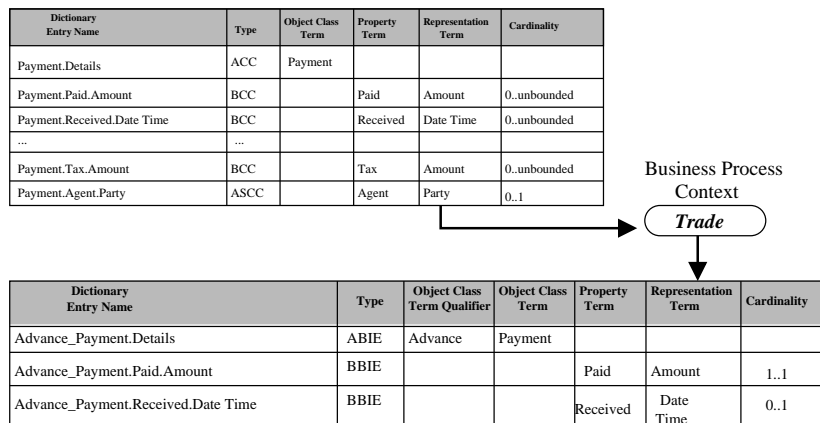 Dictionary Entry Name Type Object Class Term Property Term Representation Term Cardinality
Payment.Details ACC Payment
Payment.Paid.Amount BCC Paid Amount 0..unbounded
Payment.Received.Date Time BCC Received Date Time 0..unbounded
... ...
Payment.Tax.Amount BCC Tax Amount 0..unbounded
Payment.Agent.Party ASCC Agent Party 0..1
Business Process
Context
Trade
Dictionary Entry Name Type Object Class Term Qualifier Object Class Term Property Term Representation Term Cardinality
Advance_Payment.Details ABIE Advance Payment
Advance_Payment.Paid.Amount BBIE Paid Amount 1..1
Advance_Payment.Received.Date Time BBIE Received Date Time 0..1